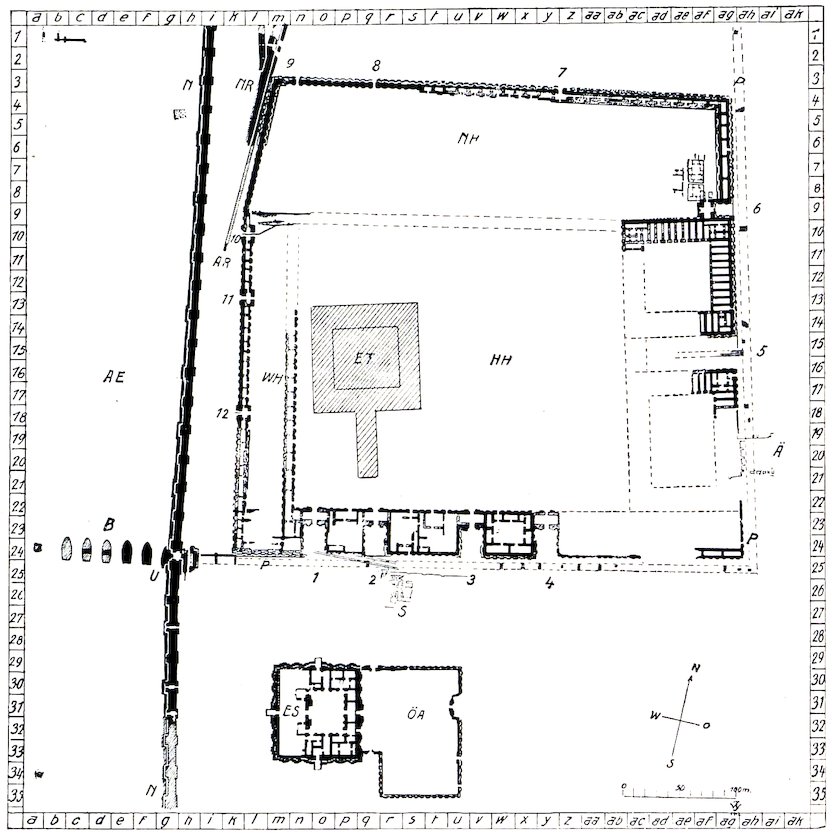 a b c d e f g h i k l m n o p q r s t u v w x y z aa ab ac ad ae af ag ah ai ak
1 1
2 2
9 8 7
3 N NR P 3
4 4
5 5
6 NH 6
7 7
8 8
9 6 9
10 10 10
11 AR 11
12 11 12
13 13
14 14
15 ET HH 5 15
16 AE WH 16
17 17
18 12 18
19 19
20 Ä 20
21 21
22 22
23 B 23
24 P 24
25 U P 1 2 3 4 25
26 S 26
27 27
28 28
29 29
30 N 30
31 ES ÖA W O 31
32 32
33 S 33
34 N 0 50 100m. 34
35 35
a b c d e f g h i k l m n o p q r s t u v w x y z aa ab ac ad ae af ag ah ai ak